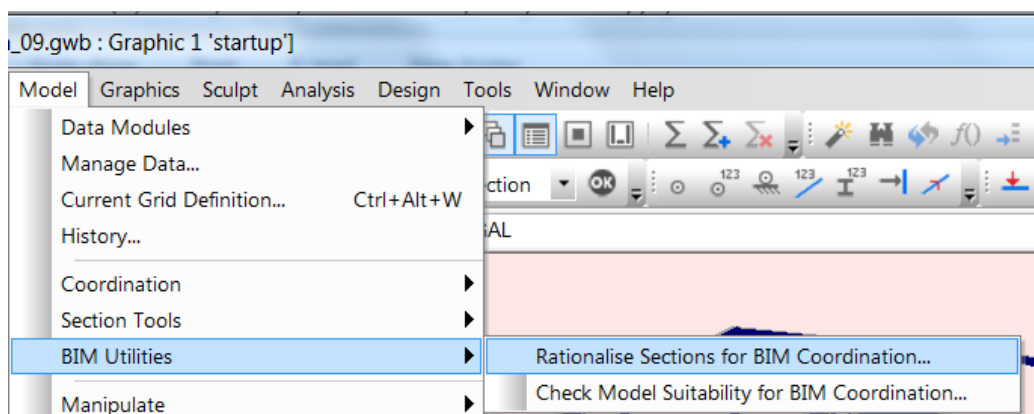 _09.gwb : Graphic 1 'startup']
Model Graphics Sculpt Analysis Design Tools Window Help
Data Modules
Manage Data...
Current Grid Definition... Ctrl+Alt+W
History...
Coordination
Section Tools
BIM Utilities
Manipulate
Rationalise Sections for BIM Coordination...
Check Model Suitability for BIM Coordination...
ction OK 123 123 123
f()